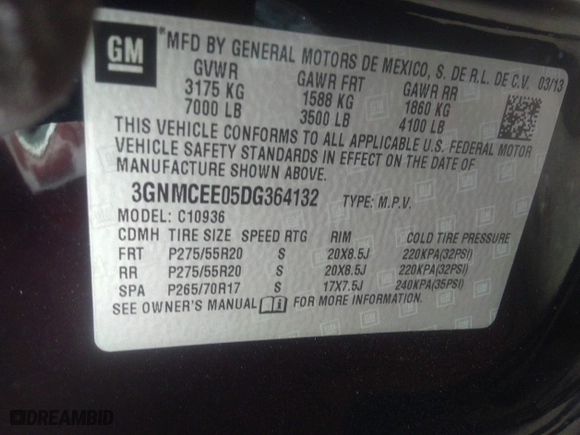 GM
*MFD BY GENERAL MOTORS DE MEXICO, S. DE R.L. DE C.V. 03/13
GVWR GAWR FRT GAWR RR
3175 KG 1588 KG 1860 KG
7000 LB 3500 LB 4100 LB
THIS VEHICLE CONFORMS TO ALL APPLICABLE U.S. FEDERAL MOTOR
VEHICLE SAFETY STANDARDS IN EFFECT ON THE DATE OF
MANUFACTURE SHOWN ABOVE.
3GNMCEE05DG364132 TYPE: M.P.V.
MODEL: C10936
CDMH TIRE SIZE SPEED RTG RIM COLD TIRE PRESSURE
FRT P275/55R20 S 20X8.5J 220KPA(32PSI)
RR P275/55R20 S 20X8.5J 220KPA(32PSI)
SPA P265/70R17 S 17X7.5J 240KPA(35PSI)
SEE OWNER'S MANUAL FOR MORE INFORMATION.
DREAMBID